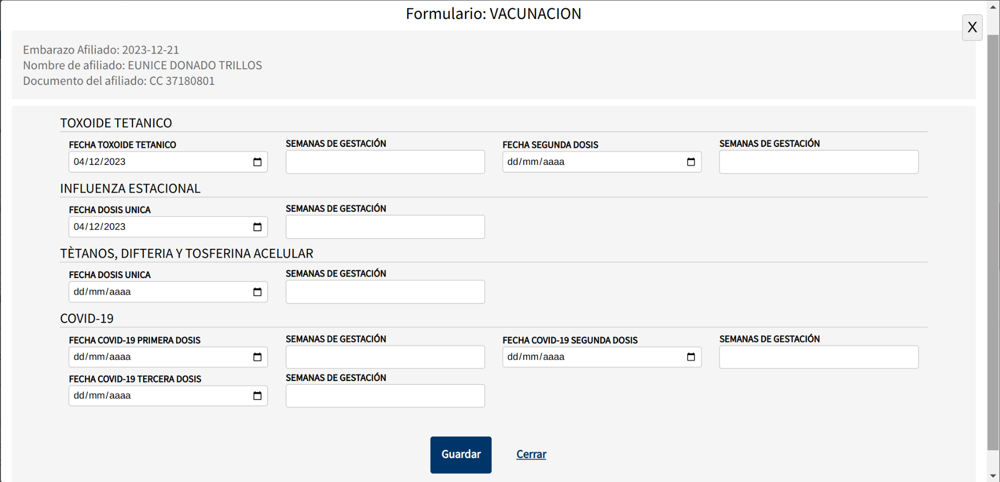 Formulario: VACUNACION
X
Embarazo Afiliado: 2023-12-21
Nombre de afiliado: EUNICE DONADO TRILLOS
Documento del afiliado: CC 37180801
TOXOIDE TETANICO
FECHA TOXOIDE TETANICO SEMANAS DE GESTACIÓN FECHA SEGUNDA DOSIS SEMANAS DE GESTACIÓN
04/12/2023 dd/mm/aaaa
INFLUENZA ESTACIONAL
FECHA DOSIS UNICA SEMANAS DE GESTACIÓN
04/12/2023
TÈTANOS, DIFTERIA Y TOSFERINA ACELULAR
FECHA DOSIS UNICA SEMANAS DE GESTACIÓN
dd/mm/aaaa
COVID-19
FECHA COVID-19 PRIMERA DOSIS SEMANAS DE GESTACIÓN FECHA COVID-19 SEGUNDA DOSIS SEMANAS DE GESTACIÓN
dd/mm/aaaa dd/mm/aaaa
FECHA COVID-19 TERCERA DOSIS SEMANAS DE GESTACIÓN
dd/mm/aaaa
Guardar Cerrar